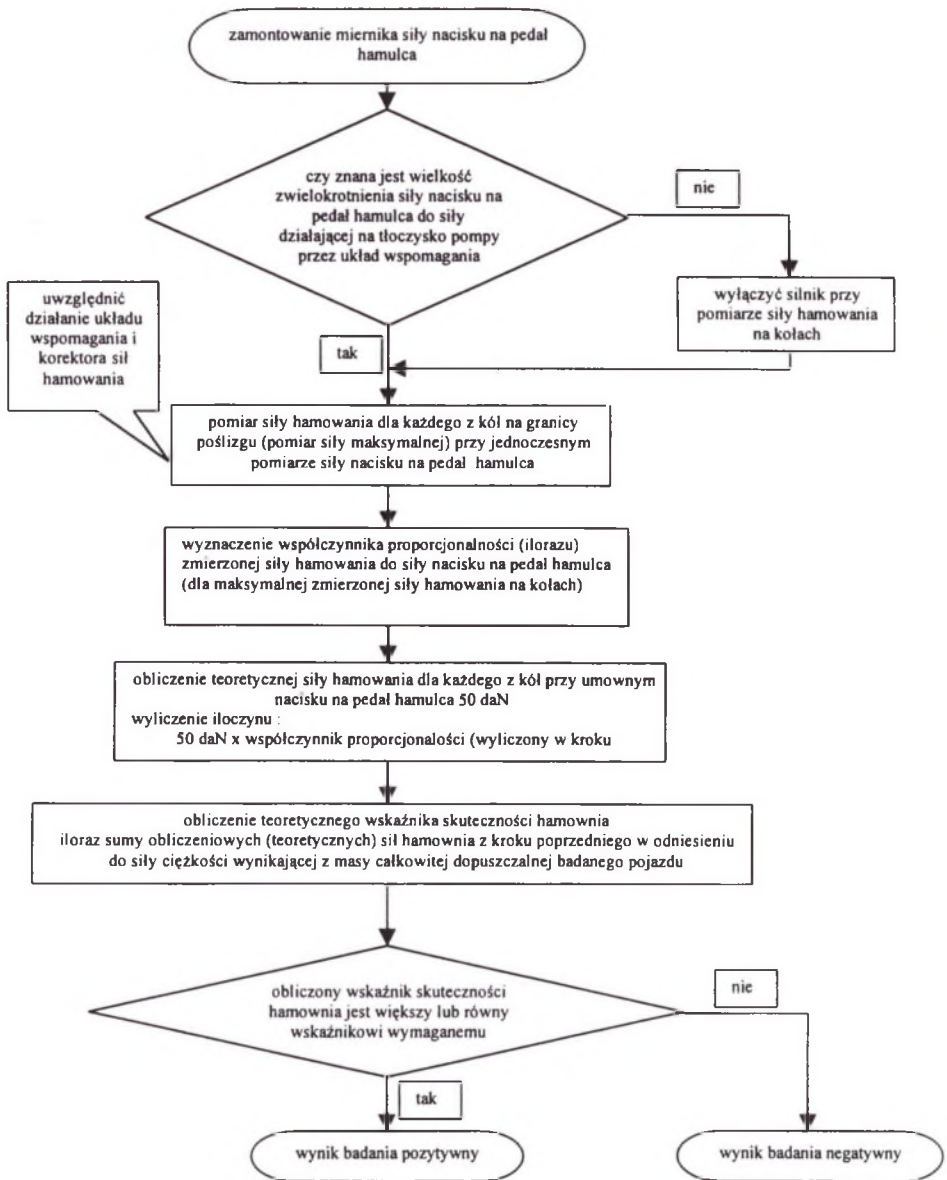 zamontowanie miernika siły nacisku na pedał
hamulca
czy znana jest wielkość
zwielokrotnienia siły nacisku na
pedał hamulca do siły
działającej na tłoczysko pompy
przez układ wspomagania
nie
wyłączyć silnik przy
pomiarze siły hamowania
na kołach
uwzględnić
działanie układu
wspomagania i
korektora sił
hamowania
tak
pomiar siły hamowania dla każdego z kół na granicy
poślizgu (pomiar siły maksymalnej) przy jednoczesnym
pomiarze siły nacisku na pedał hamulca
wyznaczenie współczynnika proporcjonalności (ilorazu)
zmierzonej siły hamowania do siły nacisku na pedał hamulca
(dla maksymalnej zmierzonej siły hamowania na kołach)
obliczenie teoretycznej siły hamowania dla każdego z kół przy umownym
nacisku na pedał hamulca 50 daN
wyliczenie iloczynu :
50 daN x współczynnik proporcjonalości (wyliczony w kroku
obliczenie teoretycznego wskaźnika skuteczności hamownia
iloraz sumy obliczeniowych (teoretycznych) sił hamownia z kroku poprzedniego w odniesieniu
do siły ciężkości wynikającej z masy całkowitej dopuszczalnej badanego pojazdu
obliczony wskaźnik skuteczności
hamownia jest większy lub równy
wskaźnikowi wymaganemu
nie
tak
wynik badania pozytywny
wynik badania negatywny